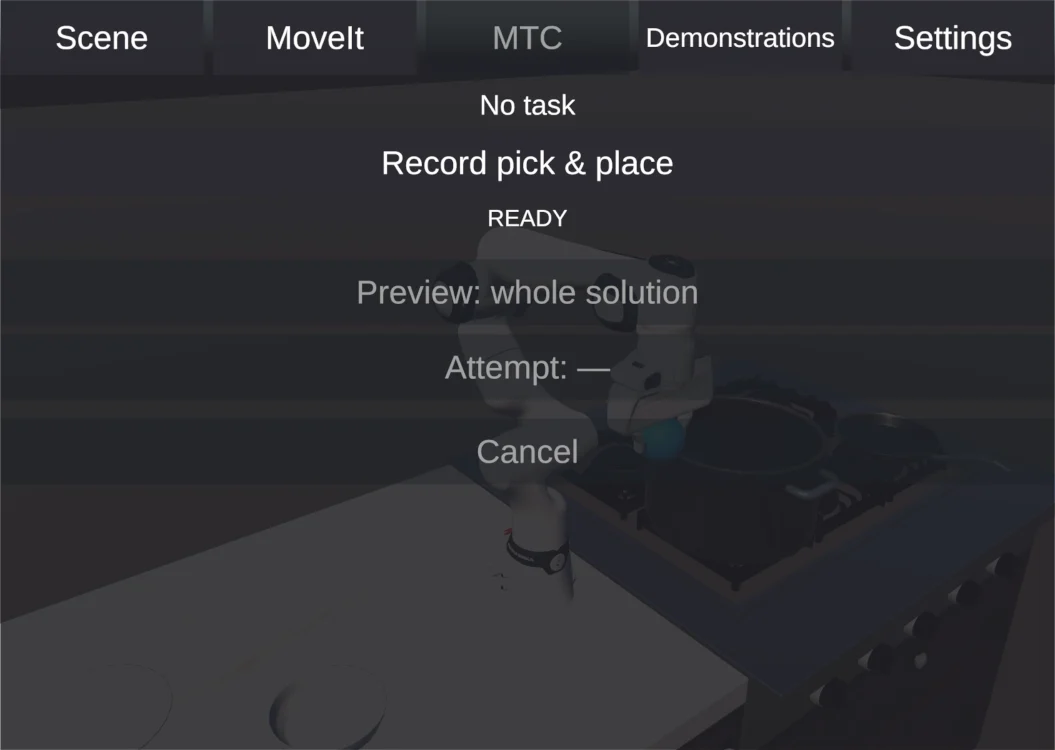 Scene MoveIt MTC Demonstrations Settings
No task
Record pick & place
READY
Preview: whole solution
Attempt: —
Cancel